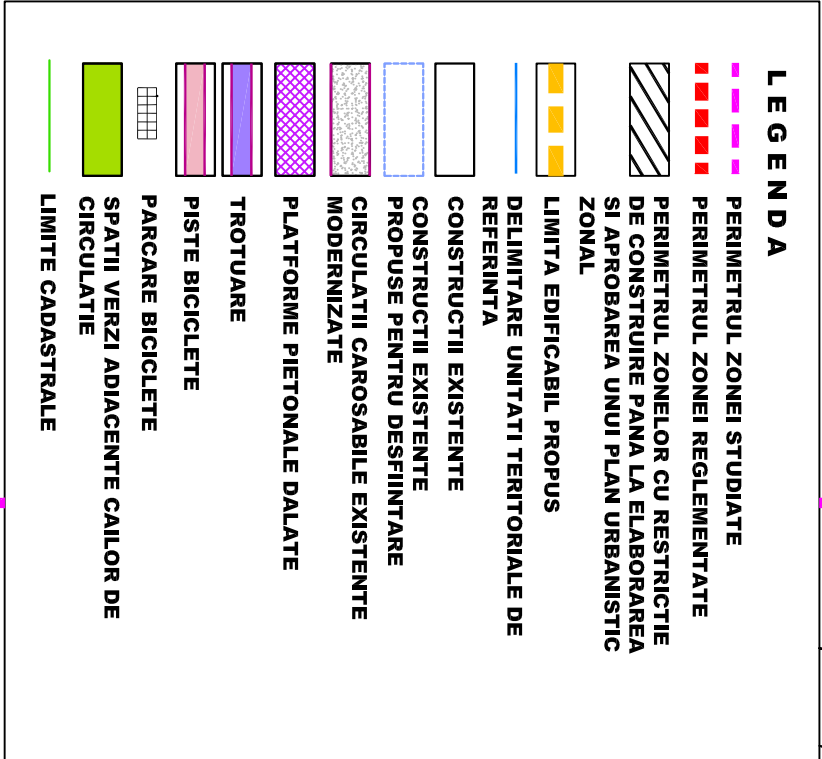 LEGENDA
PERIMETRUL ZONEI STUDIATE
PERIMETRUL ZONEI REGLEMENTATE
PERIMETRUL ZONELOR CU RESTRICTIE
DE CONSTRUIRE PANA LA ELABORAREA
SI APROBAREA UNUI PLAN URBANISTIC
ZONAL
LIMITA EDIFICABIL PROPUS
DELIMITARE UNITATI TERITORIALE DE
REFERINTA
CONSTRUCTII EXISTENTE
CONSTRUCTII EXISTENTE
PROPUSE PENTRU DESFIINTARE
CIRCULATII CAROSABILE EXISTENTE
MODERNIZATE
PLATFORME PIETONALE DALATE
TROTUARE
PISTE BICICLETE
PARCARE BICICLETE
SPATII VERZI ADIACENTE CAILOR DE
CIRCULATIE
LIMITE CADASTRALE